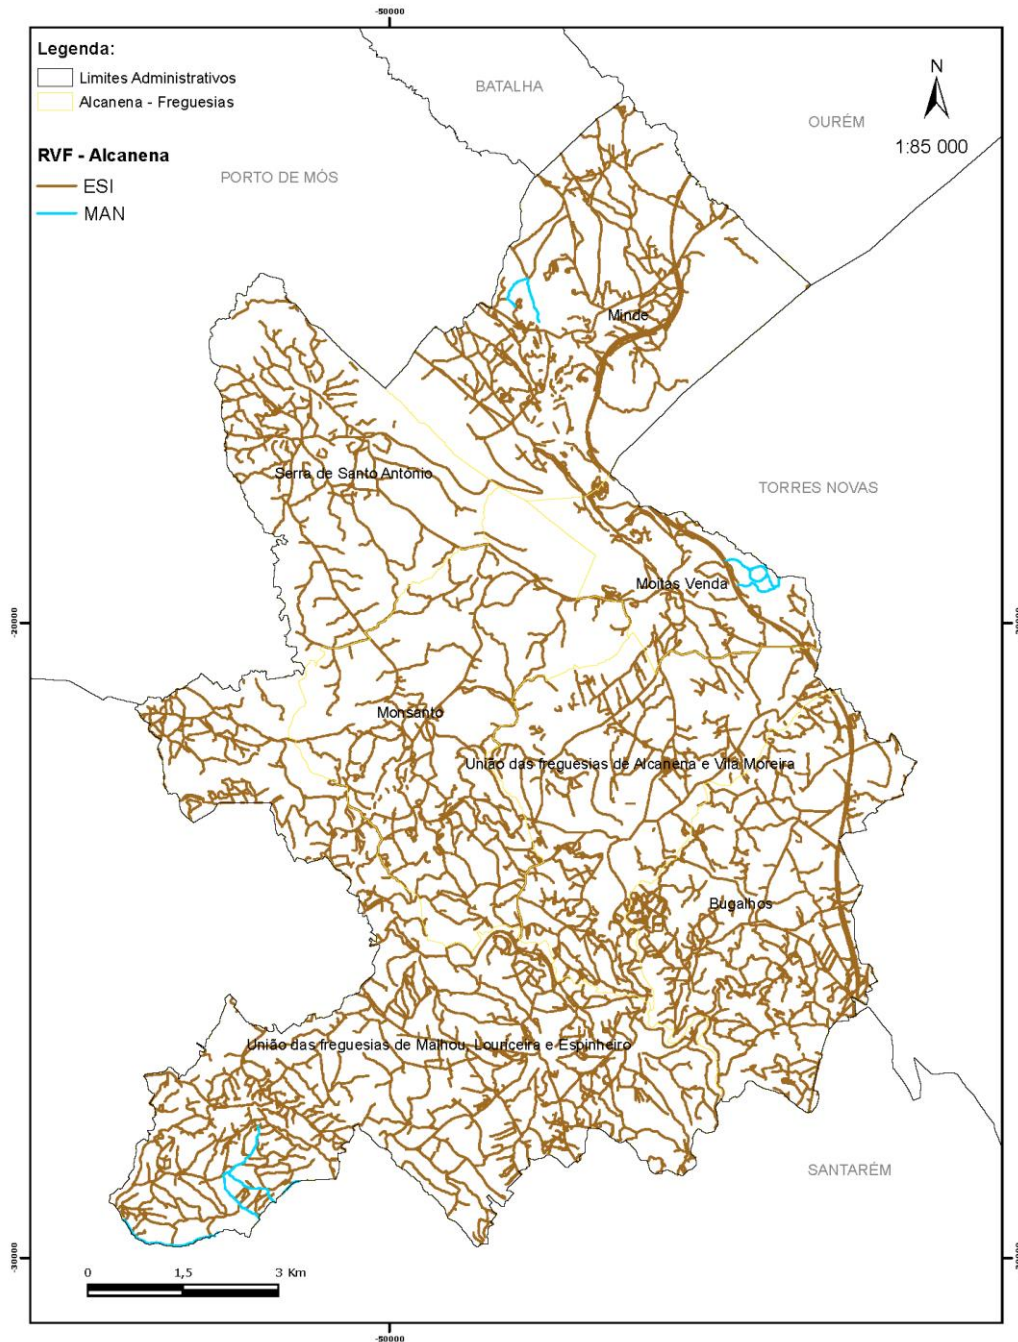 -50000
Legenda:
Limites Administrativos
Alcanena - Freguesias
RVF - Alcanena
ESI
MAN
BATALHA
N
OURÉM
1:85 000
PORTO DE MÓS
Minde
Serra de Santo António
TORRES NOVAS
Moitas Venda
-20000
Monsanto
União das freguesias de Alcanena e Vila Moreira
Bugalhos
União das freguesias de Malhou, Louriceira e Espinheiro
SANTARÉM
-30000
0 1,5 3 Km
-50000